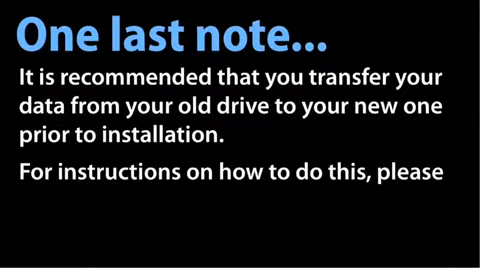 One last note...
It is recommended that you transfer your
data from your old drive to your new one
prior to installation.
For instructions on how to do this, please